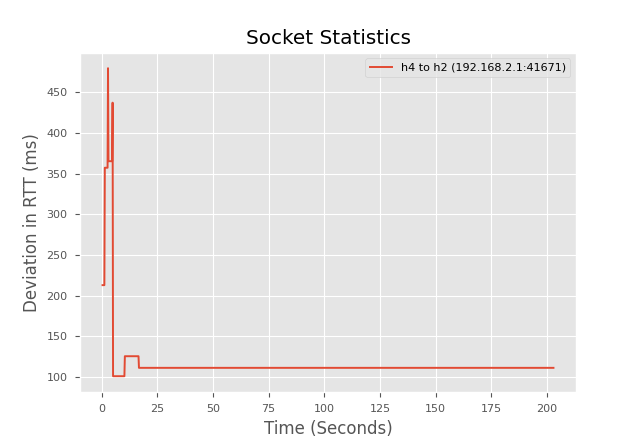 Socket Statistics
h4 to h2 (192.168.2.1:41671)
Deviation in RTT (ms)
450
400
350
300
250
200
150
100
0 25 50 75 100 125 150 175 200
Time (Seconds)